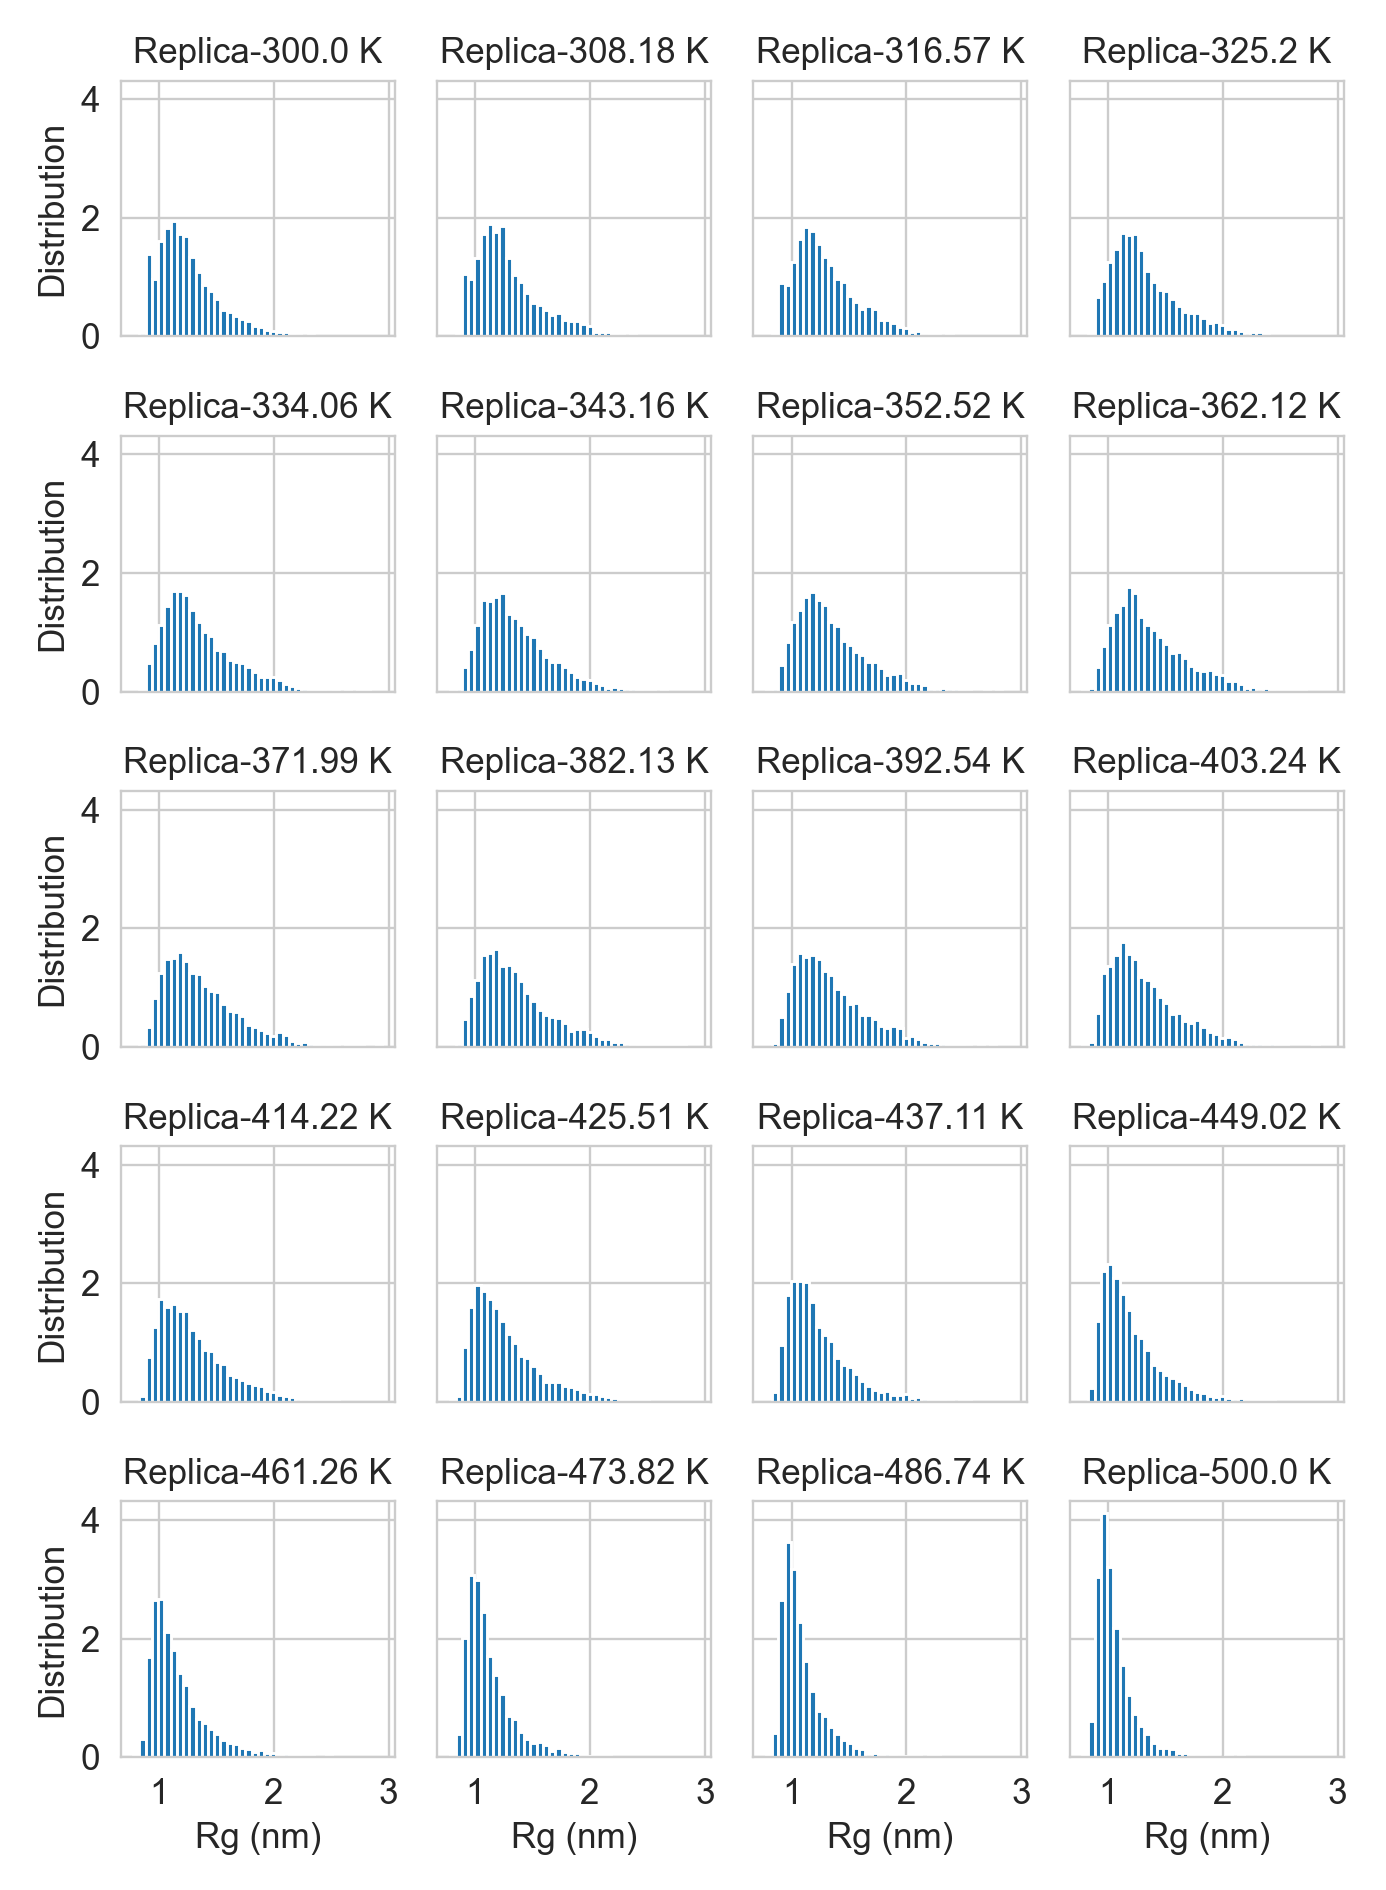 Replica-300.0 K Replica-308.18 K Replica-316.57 K Replica-325.2 K
4
2
0
Distribution
Replica-334.06 K Replica-343.16 K Replica-352.52 K Replica-362.12 K
4
2
0
Distribution
Replica-371.99 K Replica-382.13 K Replica-392.54 K Replica-403.24 K
4
2
0
Distribution
Replica-414.22 K Replica-425.51 K Replica-437.11 K Replica-449.02 K
4
2
0
Distribution
Replica-461.26 K Replica-473.82 K Replica-486.74 K Replica-500.0 K
4
2
0
Distribution
1 2 3 1 2 3 1 2 3 1 2 3
Rg (nm) Rg (nm) Rg (nm) Rg (nm)